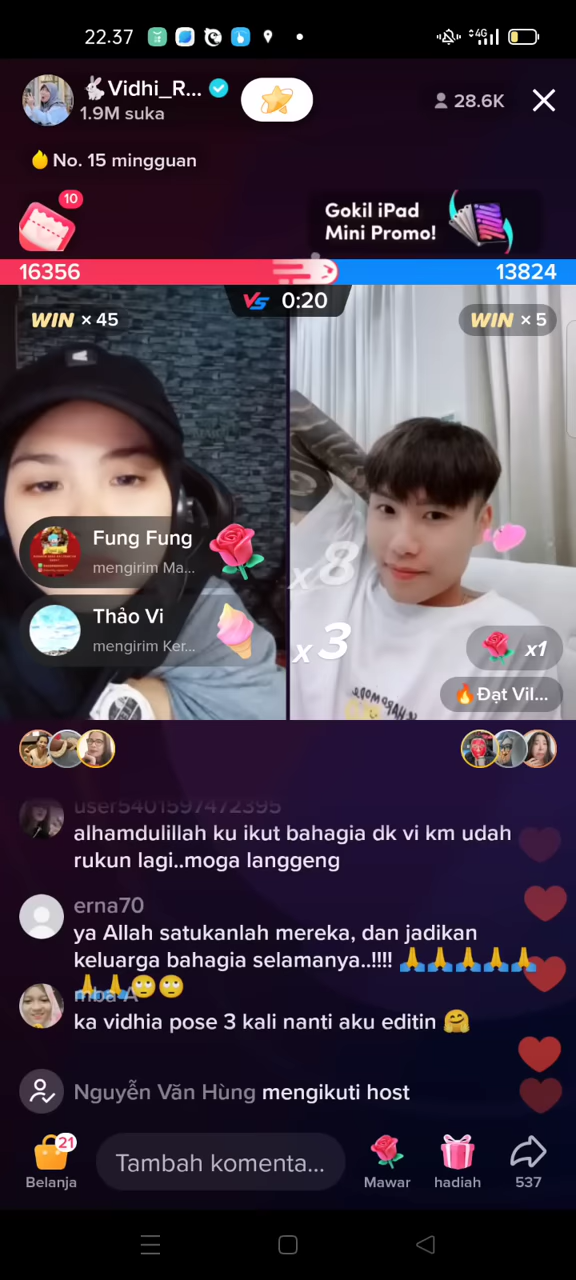 22.37
4G
Vidhi_R...
1.9M suka
28.6K
No. 15 mingguan
10
Gokil iPad
Mini Promo!
16356
13824
VS 0:20
WIN × 45
WIN × 5
Fung Fung
mengirim Ma...
x8
Thảo Vi
mengirim Ker...
x3
x1
🔥Đạt Vil...
user5401597472395
alhamdulillah ku ikut bahagia dk vi km udah
rukun lagi..moga langgeng
erna70
ya Allah satukanlah mereka, dan jadikan
keluarga bahagia selamanya..!!!! 🙏🙏🙏🙏🙏
🙏🙏🙄🙄
mba A
ka vidhia pose 3 kali nanti aku editin 🤗
Nguyễn Văn Hùng mengikuti host
21
Tambah komenta...
Belanja
Mawar
hadiah
537